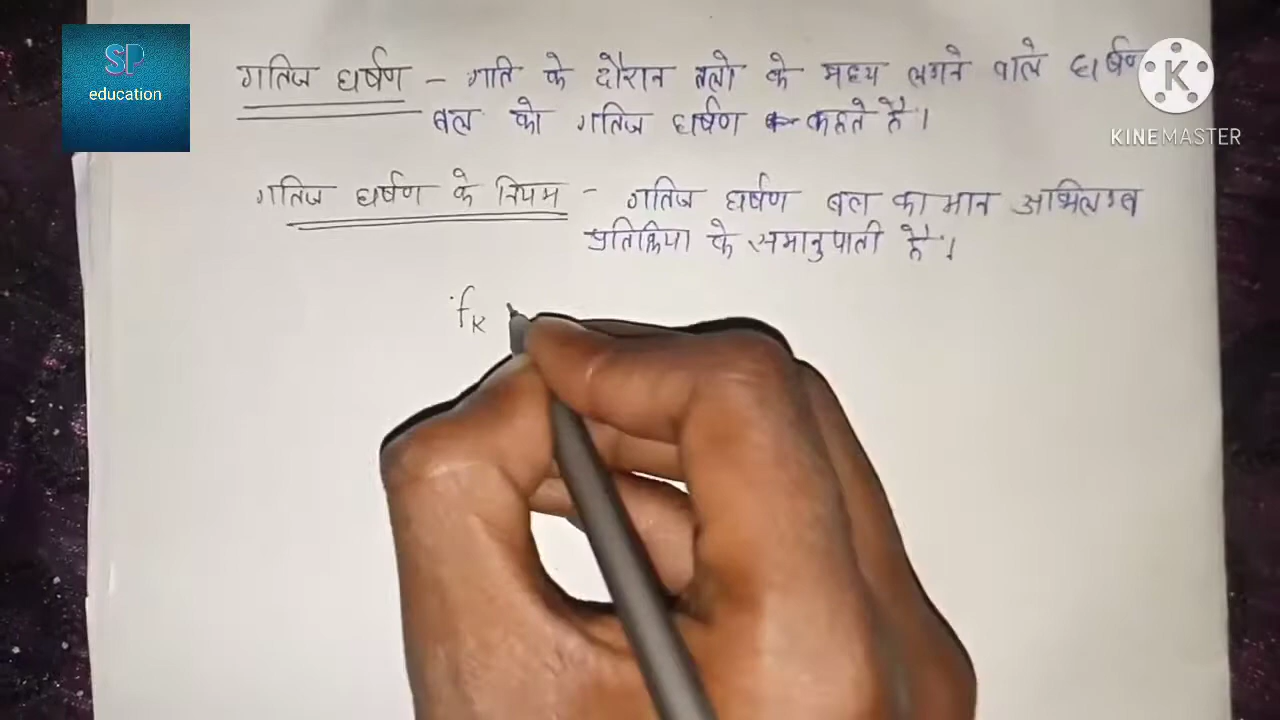 SP
education
KINEMASTER
गतिज घर्षण - गति के दौरान तलो के मध्य लगने वाले घर्षण
बल को गतिज घर्षण कहते है।
गतिज घर्षण के नियम - गतिज घर्षण बल का मान अभिलम्ब
प्रतिक्रिया के समानुपाती है।
fK